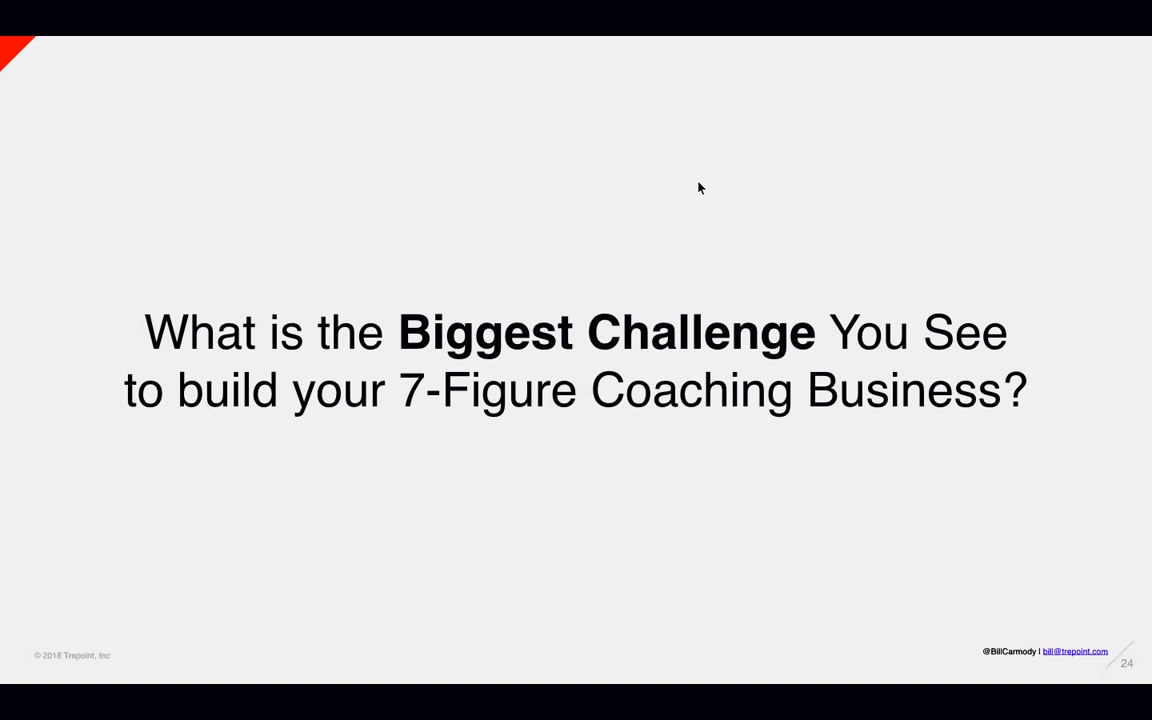 What is the Biggest Challenge You See
to build your 7-Figure Coaching Business?
© 2018 Trepoint, Inc
@BillCarmody | bill@trepoint.com
24